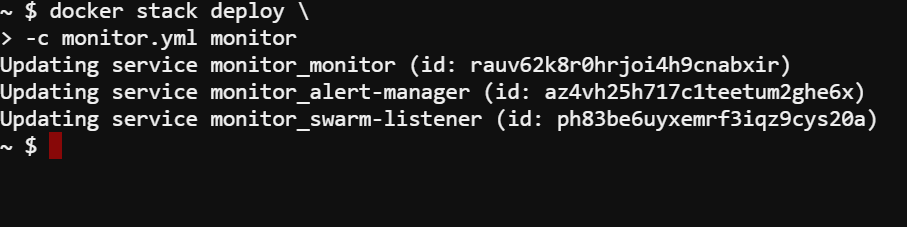 ~ $ docker stack deploy \
> -c monitor.yml monitor
Updating service monitor_monitor (id: rauv62k8r0hrjoi4h9cnabxir)
Updating service monitor_alert-manager (id: az4vh25h717c1teetum2ghe6x)
Updating service monitor_swarm-listener (id: ph83be6uyxemrf3iqz9cys20a)
~ $